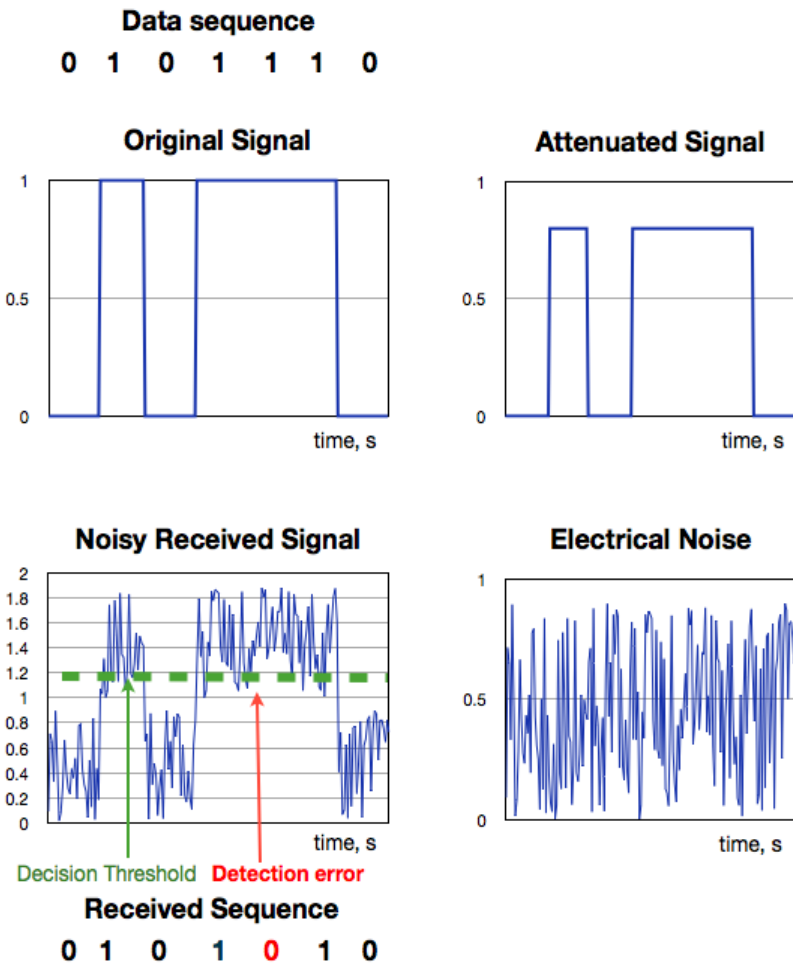 Data sequence
0 1 0 1 1 1 0
Original Signal
1
0.5
0
time, s
Attenuated Signal
1
0.5
0
time, s
Noisy Received Signal
2
1.8
1.6
1.4
1.2
1
0.8
0.6
0.4
0.2
0
time, s
Decision Threshold
Detection error
Electrical Noise
1
0.5
0
time, s
Received Sequence
0 1 0 1 0 1 0